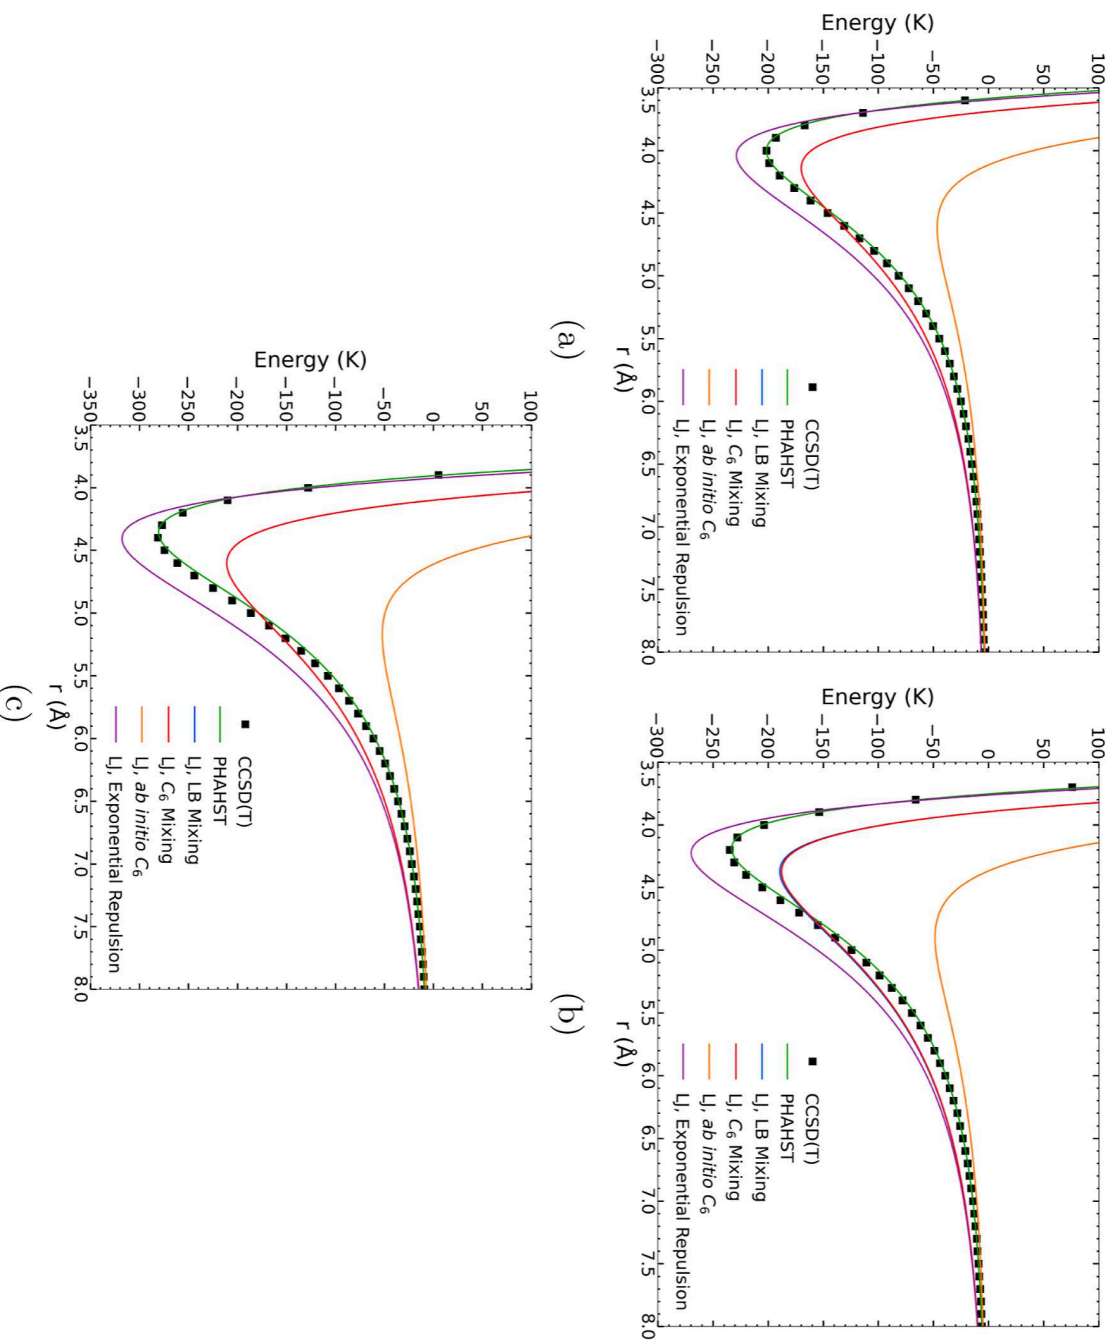 Energy (K)
100
50
0
−50
−100
−150
−200
−250
−300
3.5 4.0 4.5 5.0 5.5 6.0 6.5 7.0 7.5 8.0
r (Å)
CCSD(T)
PHAHST
LJ, LB Mixing
LJ, C₆ Mixing
LJ, ab initio C₆
LJ, Exponential Repulsion
(a)
Energy (K)
100
50
0
−50
−100
−150
−200
−250
−300
3.5 4.0 4.5 5.0 5.5 6.0 6.5 7.0 7.5 8.0
r (Å)
CCSD(T)
PHAHST
LJ, LB Mixing
LJ, C₆ Mixing
LJ, ab initio C₆
LJ, Exponential Repulsion
(b)
Energy (K)
100
50
0
−50
−100
−150
−200
−250
−300
−350
3.5 4.0 4.5 5.0 5.5 6.0 6.5 7.0 7.5 8.0
r (Å)
CCSD(T)
PHAHST
LJ, LB Mixing
LJ, C₆ Mixing
LJ, ab initio C₆
LJ, Exponential Repulsion
(c)